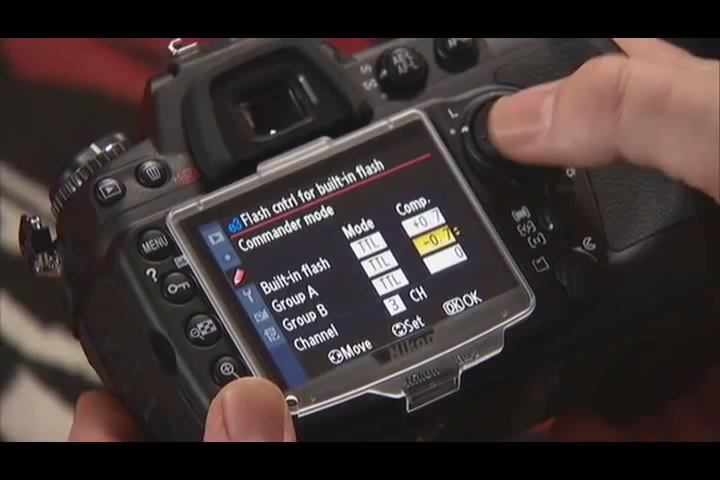 AE-L
AF-L
L
e3 Flash cntrl for built-in flash
Commander mode
Mode Comp.
Built-in flash TTL +0.7
Group A TTL -0.7
Group B TTL 0
Channel 3 CH
Move Set OK OK
Nikon
MENU
?